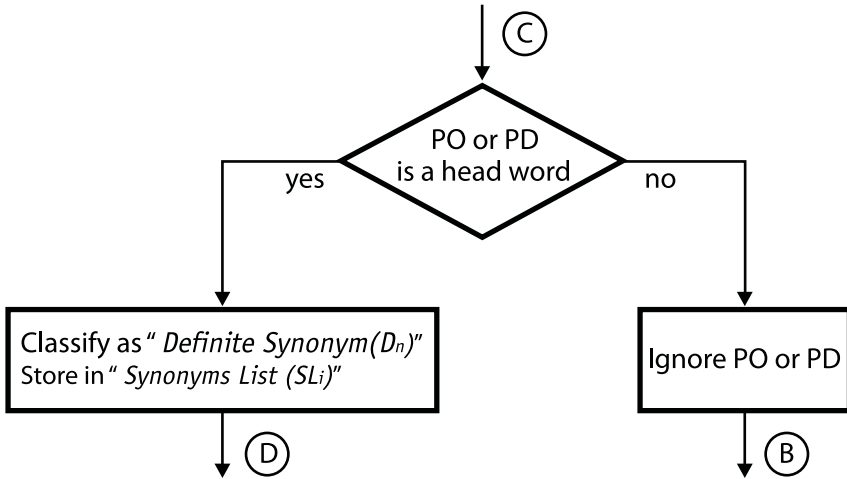 C
PO or PD
is a head word
yes
no
Classify as “ Definite Synonym(Dn)”
Store in “ Synonyms List (SLi)”
Ignore PO or PD
D
B